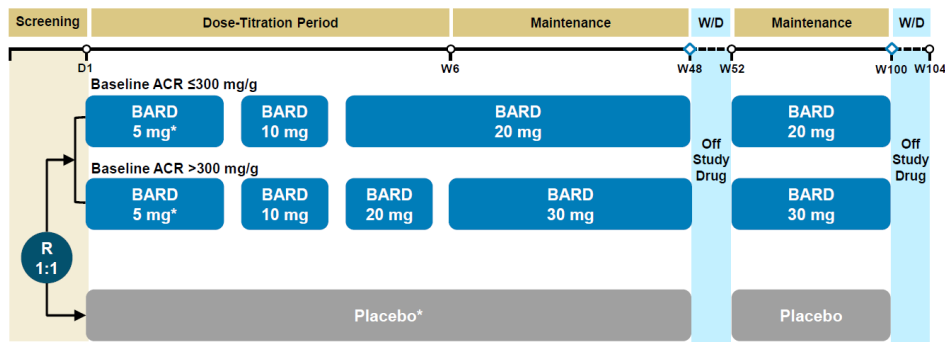 Screening Dose-Titration Period Maintenance W/D Maintenance W/D
D1 W6 W48 W52 W100 W104
Baseline ACR ≤300 mg/g
BARD
5 mg*
BARD
10 mg
BARD
20 mg
BARD
20 mg
Baseline ACR >300 mg/g
BARD
5 mg*
BARD
10 mg
BARD
20 mg
BARD
30 mg
BARD
30 mg
Off
Study
Drug
Off
Study
Drug
R
1:1
Placebo*
Placebo